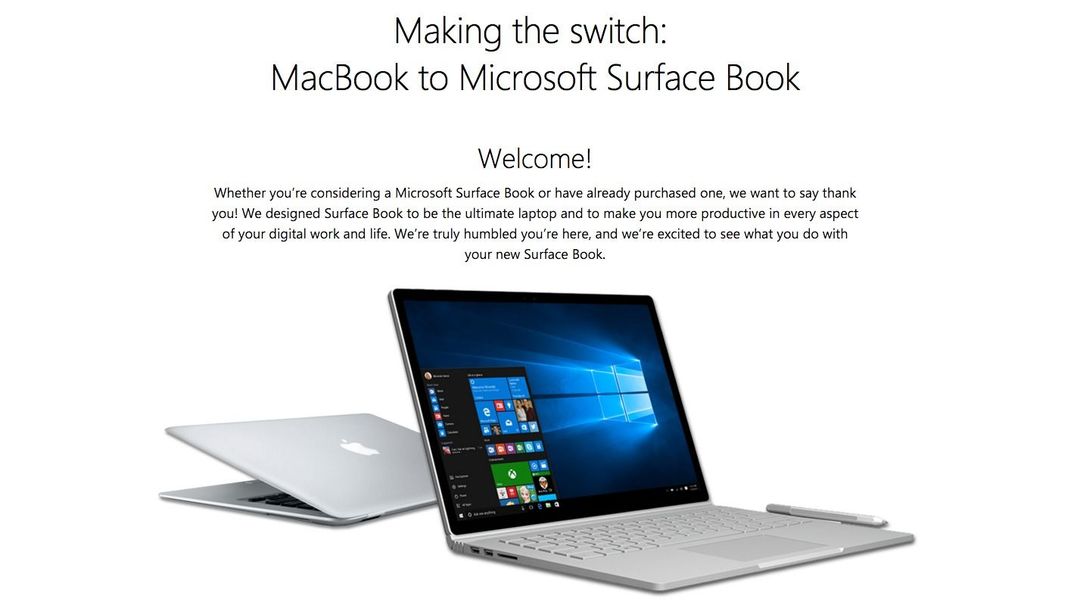 Making the switch:
MacBook to Microsoft Surface Book
Welcome!
Whether you’re considering a Microsoft Surface Book or have already purchased one, we want to say thank
you! We designed Surface Book to be the ultimate laptop and to make you more productive in every aspect
of your digital work and life. We’re truly humbled you’re here, and we’re excited to see what you do with
your new Surface Book.